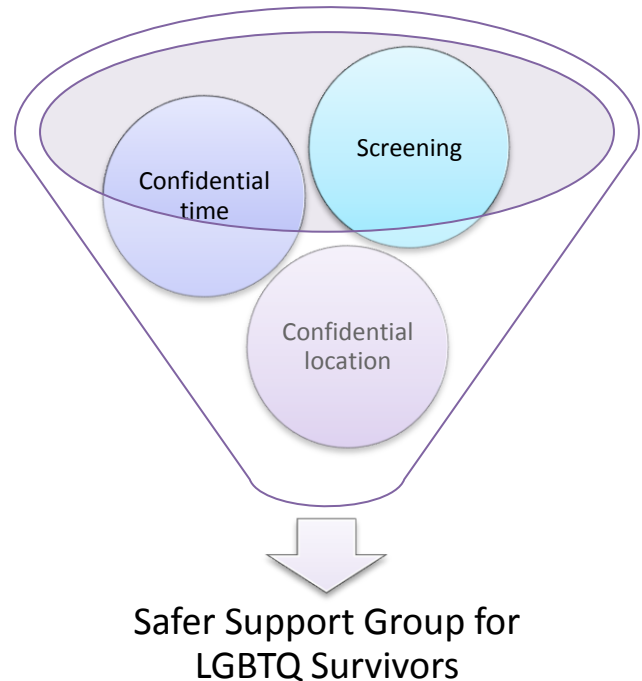 Screening
Confidential
time
Confidential
location
Safer Support Group for
LGBTQ Survivors